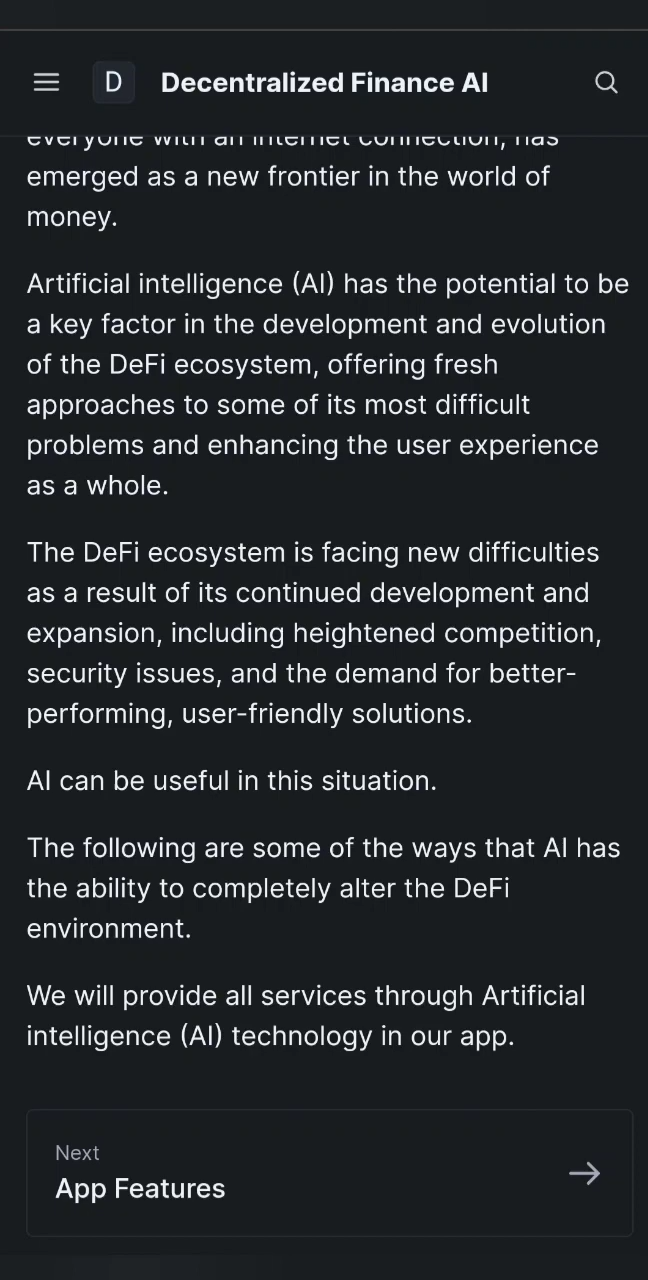 D Decentralized Finance AI
everyone with an internet connection, has
emerged as a new frontier in the world of
money.
Artificial intelligence (AI) has the potential to be
a key factor in the development and evolution
of the DeFi ecosystem, offering fresh
approaches to some of its most difficult
problems and enhancing the user experience
as a whole.
The DeFi ecosystem is facing new difficulties
as a result of its continued development and
expansion, including heightened competition,
security issues, and the demand for better-
performing, user-friendly solutions.
AI can be useful in this situation.
The following are some of the ways that AI has
the ability to completely alter the DeFi
environment.
We will provide all services through Artificial
intelligence (AI) technology in our app.
Next
App Features